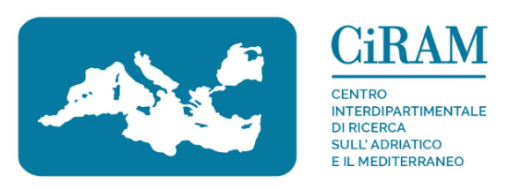 CiRAM
CENTRO
INTERDIPARTIMENTALE
DI RICERCA
SULL' ADRIATICO
E IL MEDITERRANEO